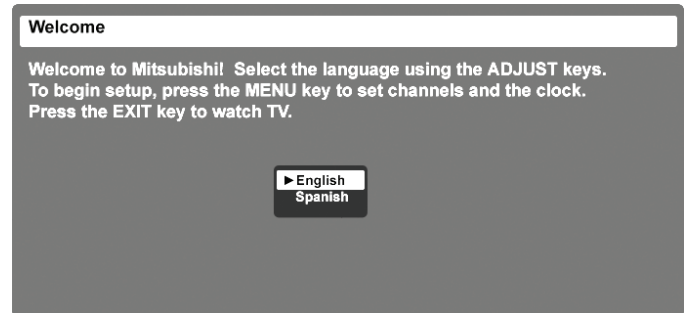 Welcome
Welcome to Mitsubishi! Select the language using the ADJUST keys.
To begin setup, press the MENU key to set channels and the clock.
Press the EXIT key to watch TV.
►English
Spanish